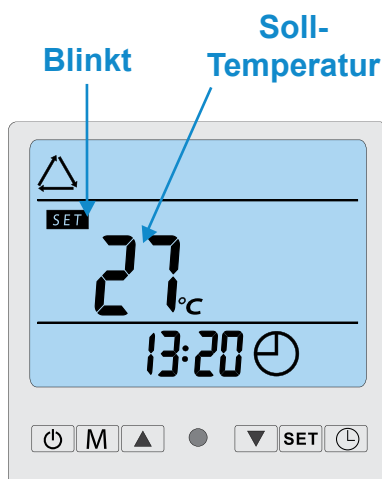 Soll-
Blinkt Temperatur
SET
27 °C
13:20
M SET